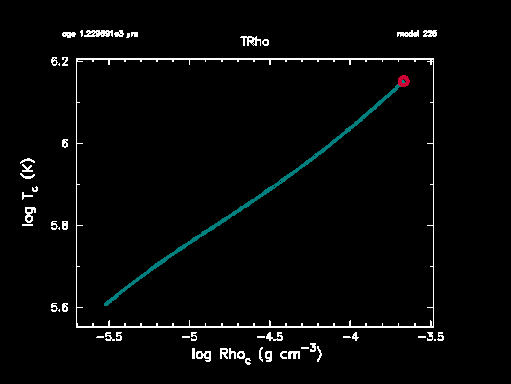 age 1.229691e3 yrs
TRho
model 226
6.2
6
5.8
5.6
log T_c (K)
-5.5 -5 -4.5 -4 -3.5
log Rho_c (g cm^-3)